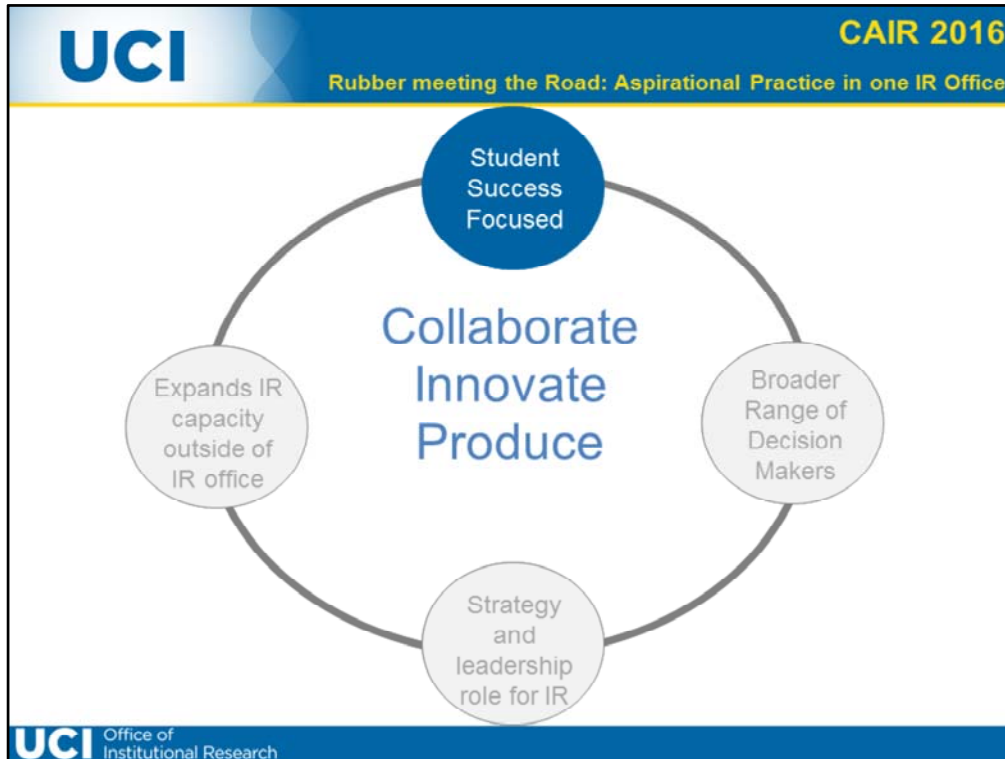 UCI
CAIR 2016
Rubber meeting the Road: Aspirational Practice in one IR Office
Student
Success
Focused
Collaborate
Innovate
Produce
Expands IR
capacity
outside of
IR office
Broader
Range of
Decision
Makers
Strategy
and
leadership
role for IR
UCI
Office of
Institutional Research